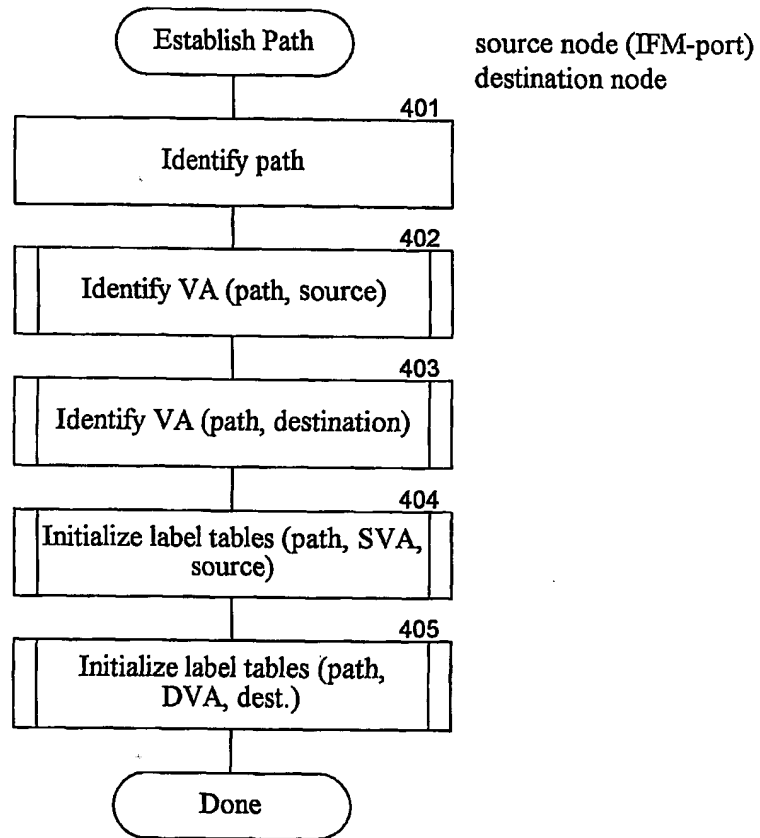 Establish Path
source node (IFM-port)
destination node
401
Identify path
402
Identify VA (path, source)
403
Identify VA (path, destination)
404
Initialize label tables (path, SVA,
source)
405
Initialize label tables (path,
DVA, dest.)
Done